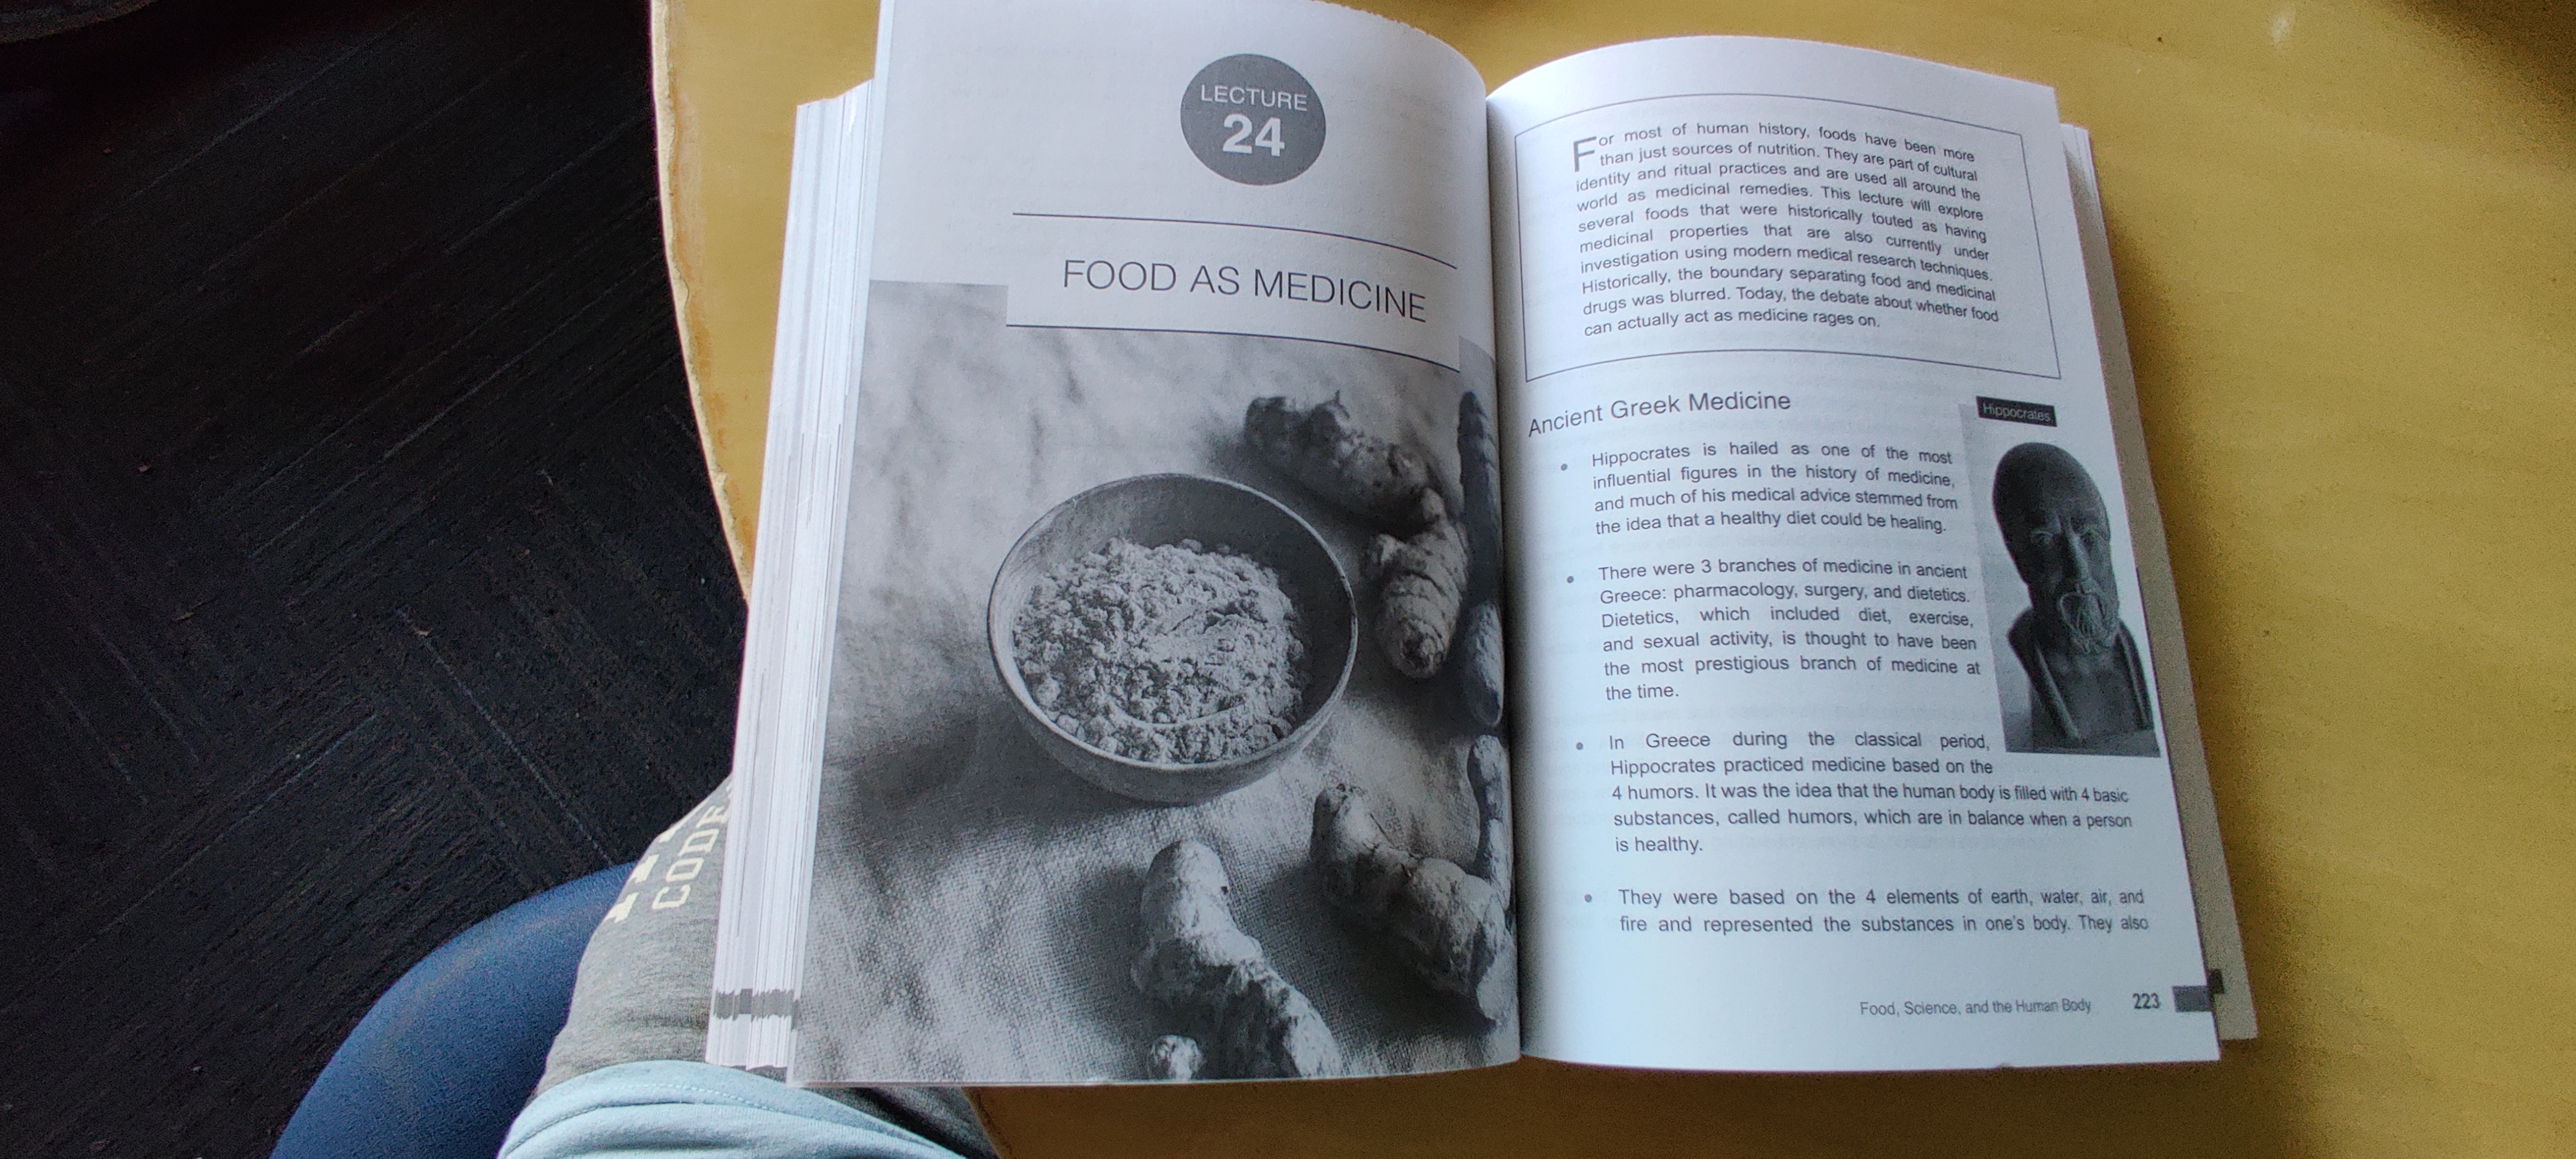 LECTURE
24
FOOD AS MEDICINE
For most of human history, foods have been more
than just sources of nutrition. They are part of cultural
identity and ritual practices and are used all around the
world as medicinal remedies. This lecture will explore
several foods that were historically touted as having
medicinal properties that are also currently under
investigation using modern medical research techniques.
Historically, the boundary separating food and medicinal
drugs was blurred. Today, the debate about whether food
can actually act as medicine rages on.
Ancient Greek Medicine
Hippocrates
• Hippocrates is hailed as one of the most
influential figures in the history of medicine,
and much of his medical advice stemmed from
the idea that a healthy diet could be healing.
• There were 3 branches of medicine in ancient
Greece: pharmacology, surgery, and dietetics.
Dietetics, which included diet, exercise,
and sexual activity, is thought to have been
the most prestigious branch of medicine at
the time.
• In Greece during the classical period,
Hippocrates practiced medicine based on the
4 humors. It was the idea that the human body is filled with 4 basic
substances, called humors, which are in balance when a person
is healthy.
• They were based on the 4 elements of earth, water, air, and
fire and represented the substances in one's body. They also
Food, Science, and the Human Body 223
CODE